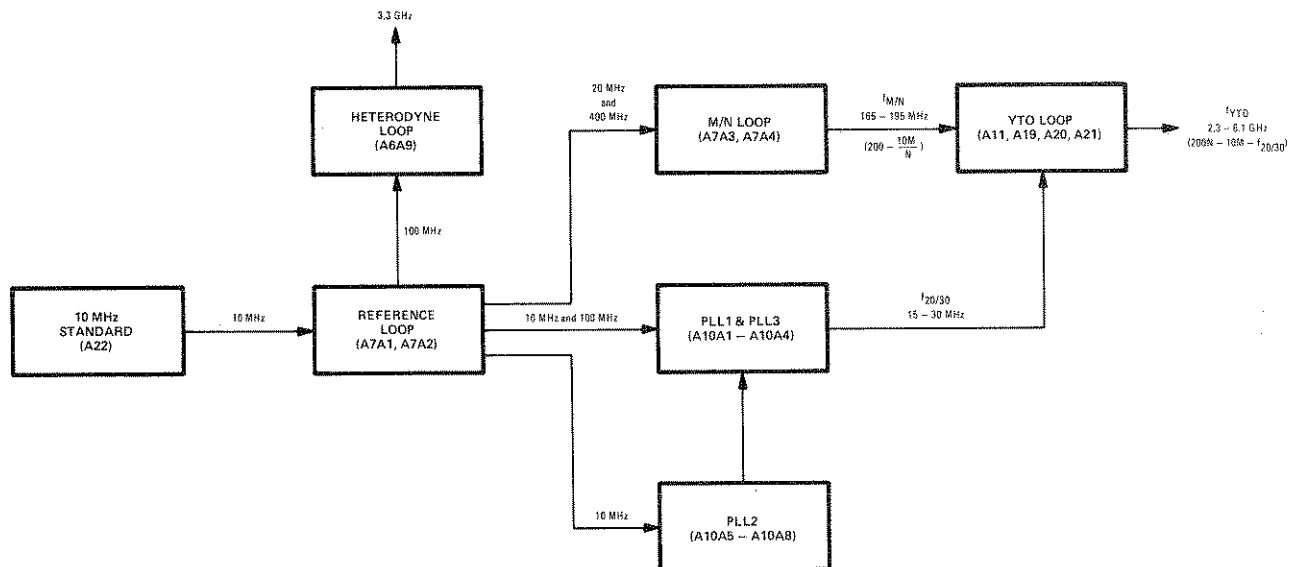 3.3 GHz
HETERODYNE
LOOP
(A6A9)
100 MHz
20 MHz
and
400 MHz
M/N LOOP
(A7A3, A7A4)
fM/N
165 – 195 MHz
(200 – 10M/N)
YTO LOOP
(A11, A19, A20, A21)
fYTO
2.3 – 6.1 GHz
(200N – 10M – f20/30)
10 MHz
STANDARD
(A22)
10 MHz
REFERENCE
LOOP
(A7A1, A7A2)
10 MHz and 100 MHz
PLL1 & PLL3
(A10A1 – A10A4)
f20/30
15 – 30 MHz
10 MHz
PLL2
(A10A5 – A10A8)